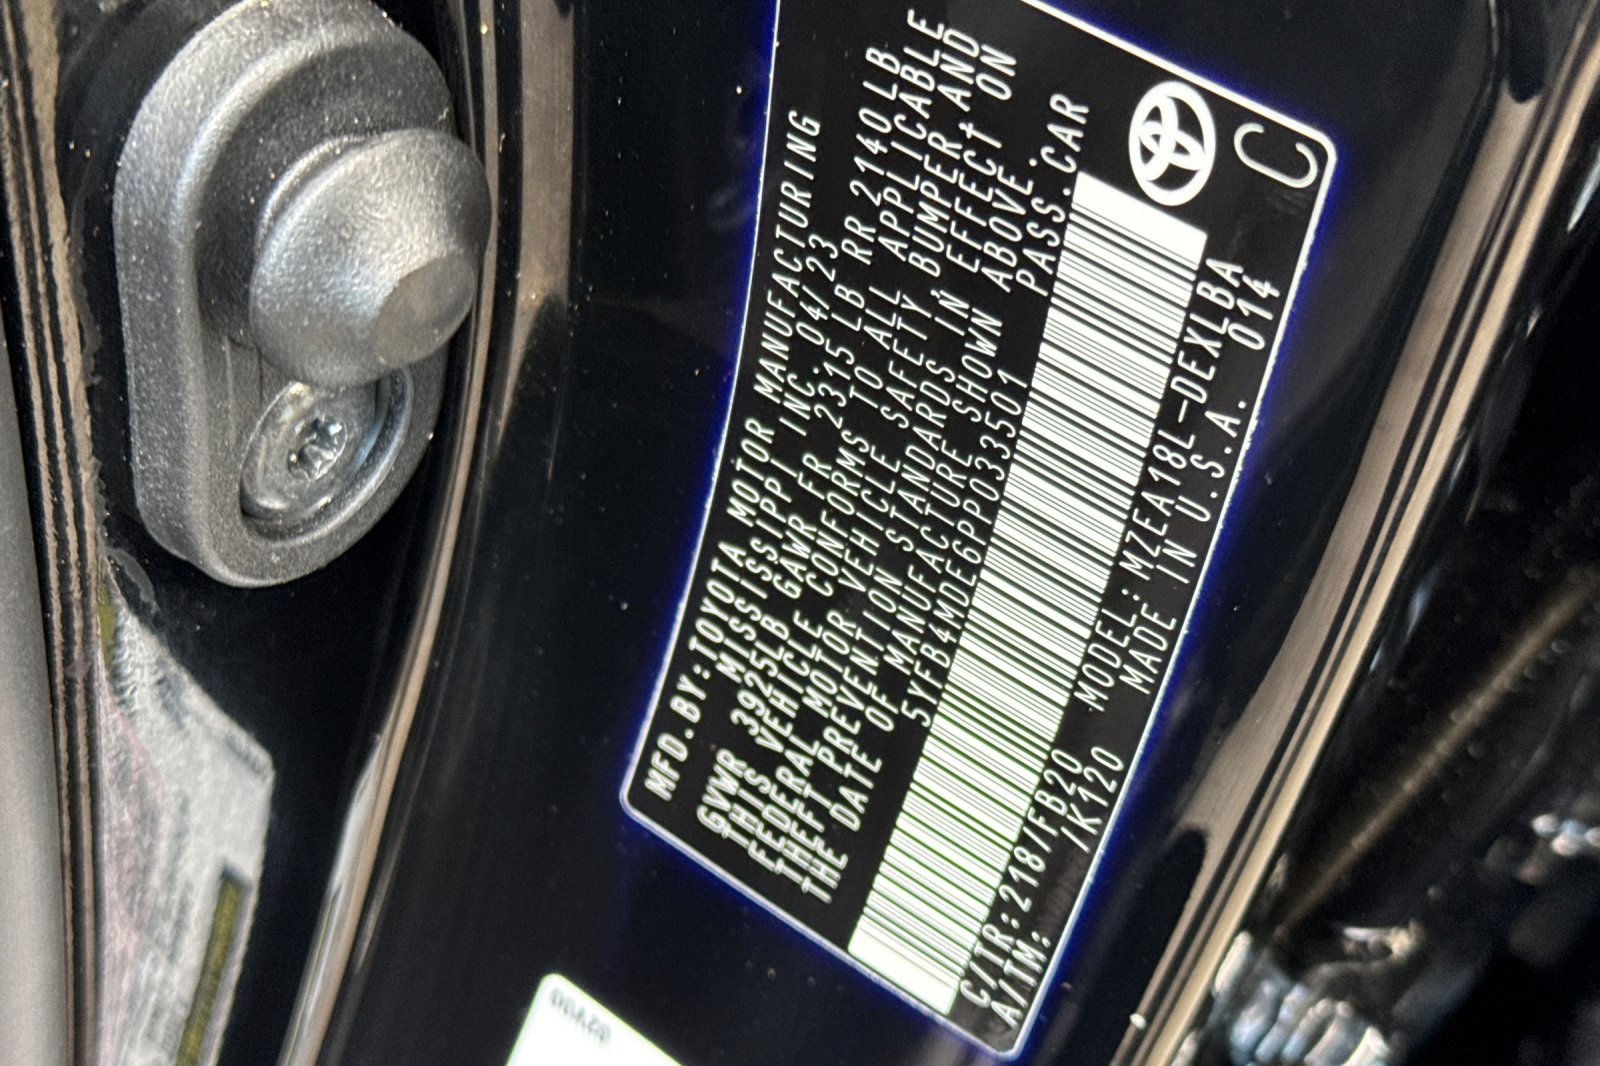 MFD.BY:TOYOTA MOTOR MANUFACTURING
MISSISSIPPI INC. 04/23
GVWR 3925LB GAWR FR 2315 LB RR 2140LB
THIS VEHICLE CONFORMS TO ALL APPLICABLE
FEDERAL MOTOR VEHICLE SAFETY, BUMPER,AND
THEFT PREVENTION STANDARDS IN EFFECT ON
THE DATE OF MANUFACTURE SHOWN ABOVE.
5YFB4MDE6PP033501 PASS.CAR
C/TR:218/FB20 MODEL:MZEA18L-DEXLBA
A/TM: /K120 MADE IN U.S.A. 014
C